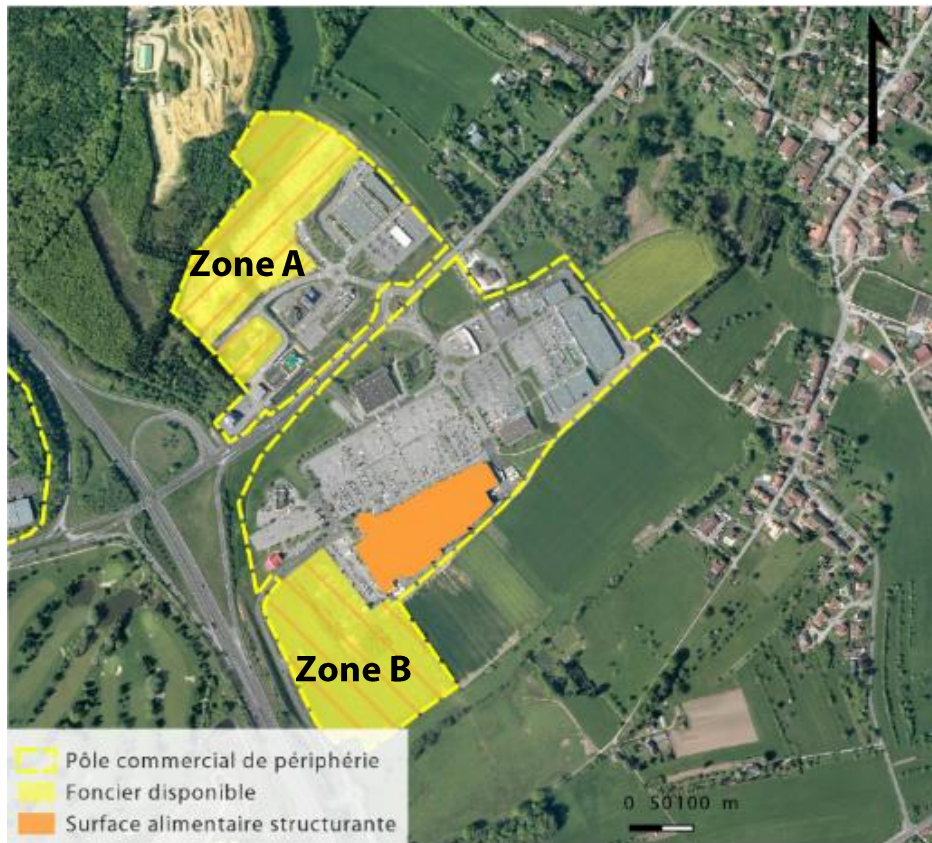 Zone A
Zone B
Pôle commercial de périphérie
Foncier disponible
Surface alimentaire structurante
0 50100 m